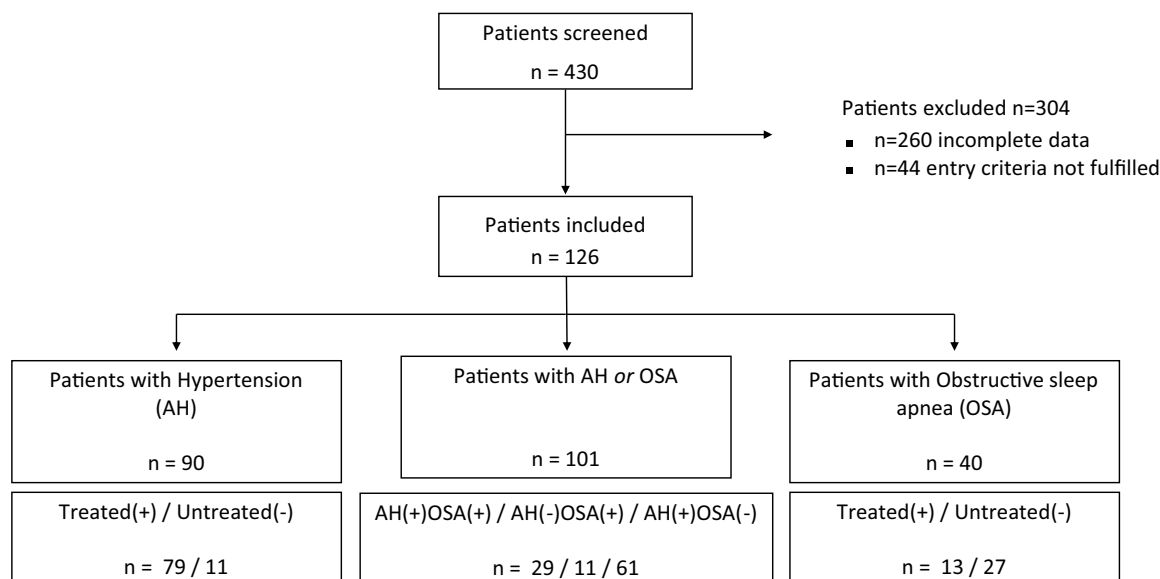 Patients screened
n = 430
Patients excluded n=304
▪ n=260 incomplete data
▪ n=44 entry criteria not fulfilled
Patients included
n = 126
Patients with Hypertension
(AH)
n = 90
Treated(+) / Untreated(-)
n = 79 / 11
Patients with AH or OSA
n = 101
AH(+)OSA(+) / AH(-)OSA(+) / AH(+)OSA(-)
n = 29 / 11 / 61
Patients with Obstructive sleep
apnea (OSA)
n = 40
Treated(+) / Untreated(-)
n = 13 / 27